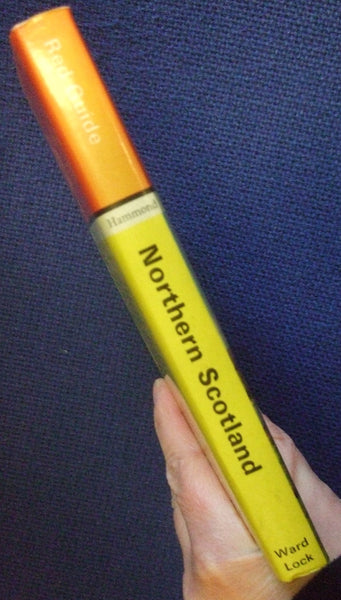 Red Guide
Hammond
Northern Scotland
Ward
Lock